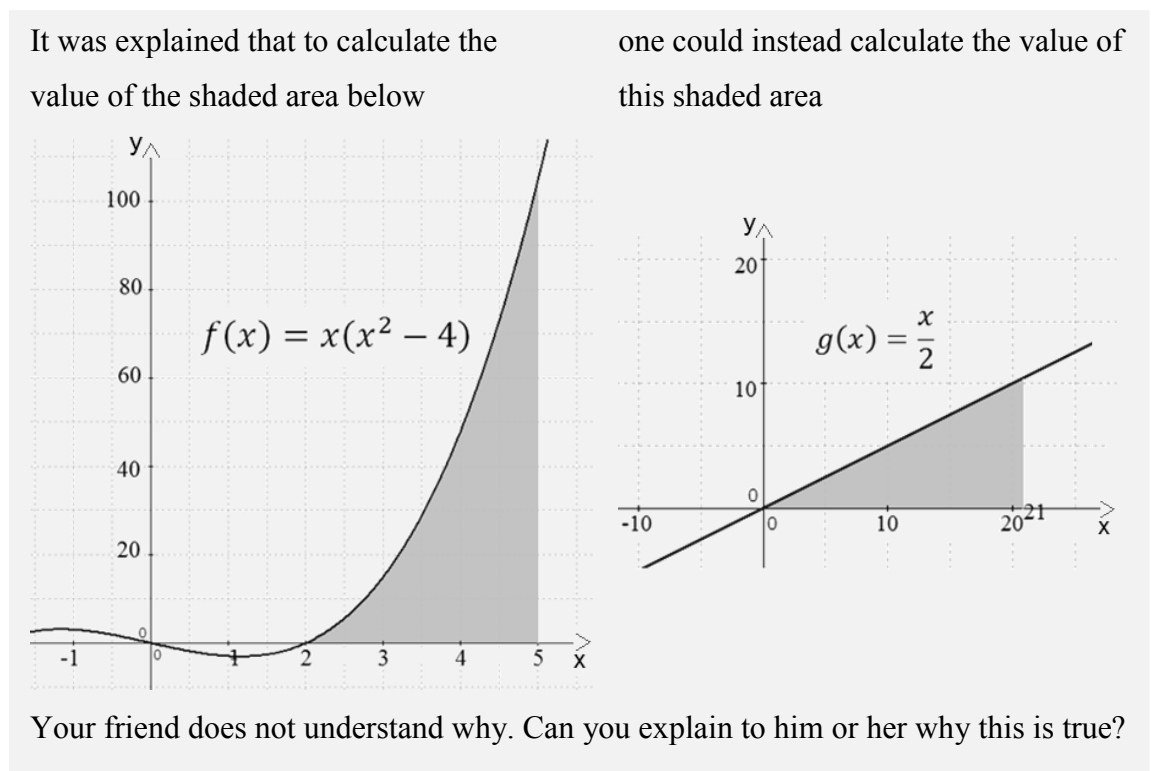 It was explained that to calculate the
value of the shaded area below
one could instead calculate the value of
this shaded area
y
100
80
60
40
20
0
f(x) = x(x² – 4)
-1
0
1
2
3
4
5
x
y
20
10
0
g(x) = x/2
-10
0
10
20
21
x
Your friend does not understand why. Can you explain to him or her why this is true?